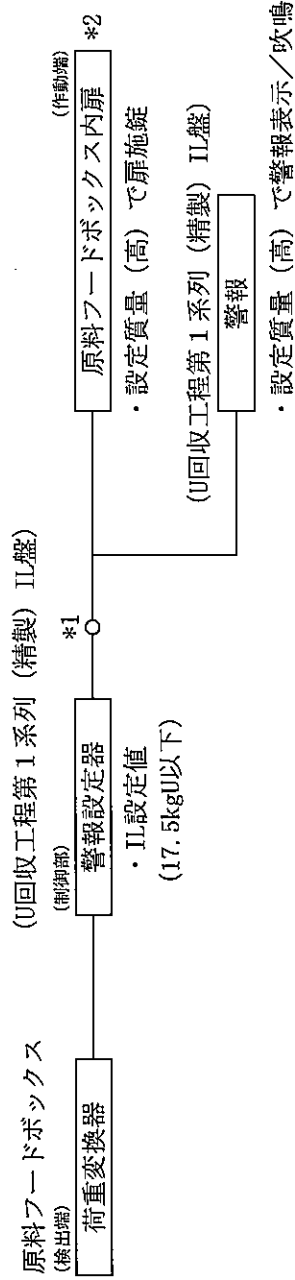 原料フードボックス
(検出端)
荷重変換器
(U回収工程第1系列(精製) IL盤)
(制御部)
警報設定器
・IL設定値
(17.5kgU以下)
*1
(作動端)
原料フードボックス内扉
*2
・設定質量(高)で扉施錠
(U回収工程第1系列(精製) IL盤)
警報
・設定質量(高)で警報表示/吹鳴